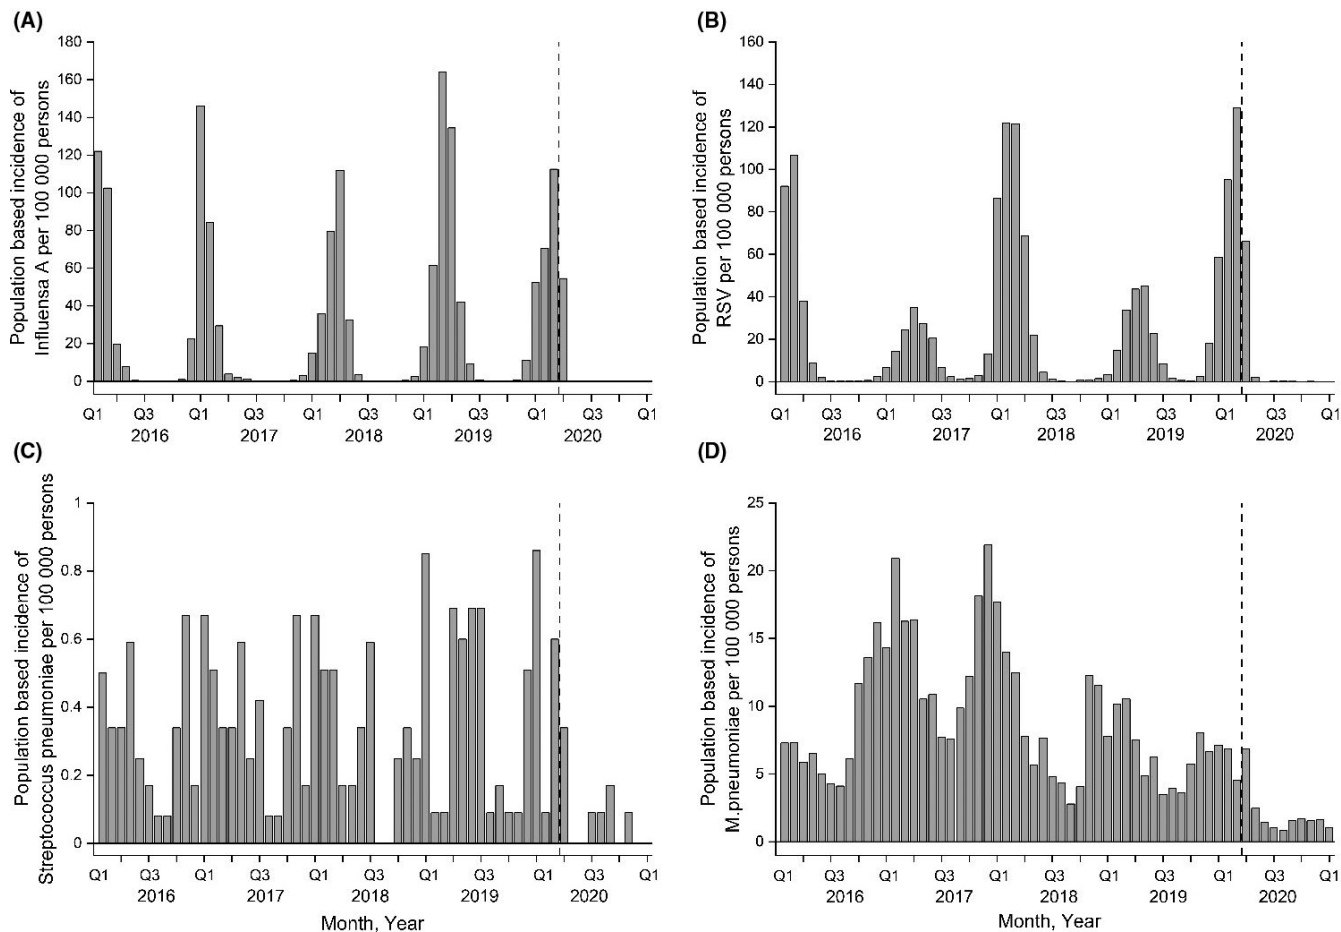 (A)
Population based incidence of
Influensa A per 100 000 persons
180
160
140
120
100
80
60
40
20
0
Q1 Q3 Q1 Q3 Q1 Q3 Q1 Q3 Q1 Q3 Q1
2016 2017 2018 2019 2020
(B)
Population based incidence of
RSV per 100 000 persons
160
140
120
100
80
60
40
20
0
Q1 Q3 Q1 Q3 Q1 Q3 Q1 Q3 Q1 Q3 Q1
2016 2017 2018 2019 2020
(C)
Population based incidence of
Streptococcus pneumoniae per 100 000 persons
1
0.8
0.6
0.4
0.2
0
Q1 Q3 Q1 Q3 Q1 Q3 Q1 Q3 Q1 Q3 Q1
2016 2017 2018 2019 2020
Month, Year
(D)
Population based incidence of
M.pneumoniae per 100 000 persons
25
20
15
10
5
0
Q1 Q3 Q1 Q3 Q1 Q3 Q1 Q3 Q1 Q3 Q1
2016 2017 2018 2019 2020
Month, Year